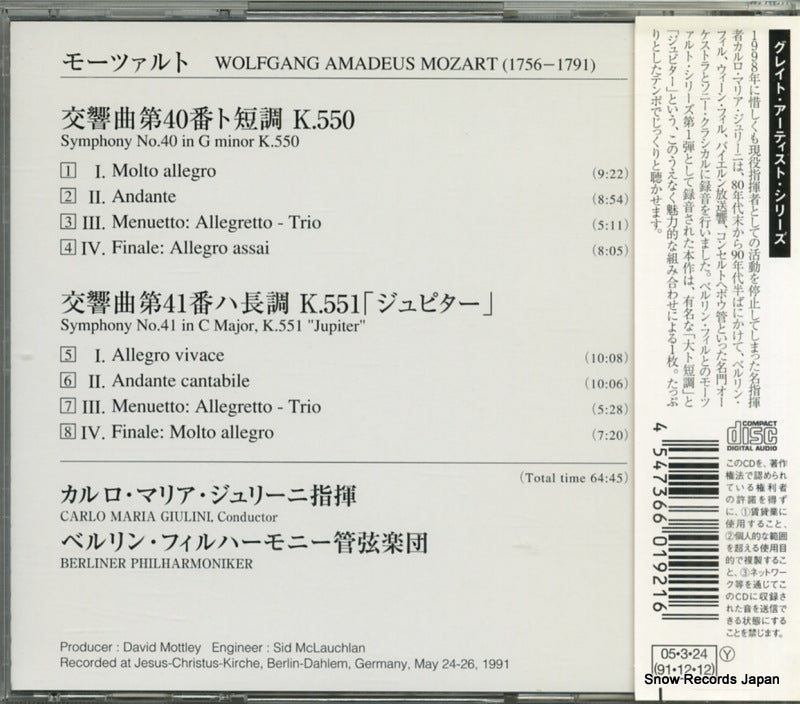 モーツァルト WOLFGANG AMADEUS MOZART (1756–1791)
交響曲第40番ト短調 K.550
Symphony No.40 in G minor K.550
1 I. Molto allegro (9:22)
2 II. Andante (8:54)
3 III. Menuetto: Allegretto - Trio (5:11)
4 IV. Finale: Allegro assai (8:05)
交響曲第41番ハ長調 K.551「ジュピター」
Symphony No.41 in C Major, K.551 "Jupiter"
5 I. Allegro vivace (10:08)
6 II. Andante cantabile (10:06)
7 III. Menuetto: Allegretto - Trio (5:28)
8 IV. Finale: Molto allegro (7:20)
(Total time 64:45)
カルロ・マリア・ジュリーニ指揮
CARLO MARIA GIULINI, Conductor
ベルリン・フィルハーモニー管弦楽団
BERLINER PHILHARMONIKER
Producer : David Mottley Engineer : Sid McLauchlan
Recorded at Jesus-Christus-Kirche, Berlin-Dahlem, Germany, May 24-26, 1991
グレイト・アーティスト・シリーズ
1998年に惜しくも現役指揮者としての活動を停止してしまった名指揮
者カルロ・マリア・ジュリーニは、80年代末から90年代半ばにかけて、ベルリン・
フィル、ウィーン・フィル、バイエルン放送響、コンセルトヘボウ管といった名門オー
ケストラとソニー・クラシカルに録音を行いました。ベルリン・フィルとのモーツ
ァルト・シリーズ第1弾として録音された本作は、有名な「大ト短調」と
「ジュピター」という、このうえなく魅力的な組み合わせによる1枚。たっぷ
りとしたテンポでじっくりと聴かせます。
COMPACT
disc
DIGITAL AUDIO
このCDを、著作
権法で認められ
ている権利者
の許諾を得ず
に、①賃貸業に
使用すること、
②個人的な範囲
を超える使用目
的で複製するこ
と、③ネットワー
ク等を通じてこ
のCDに収録され
た音を送信で
きる状態にする
ことを禁じます。
4 547366 019216
05・3・24 Y
(91・12・12)
Snow Records Japan